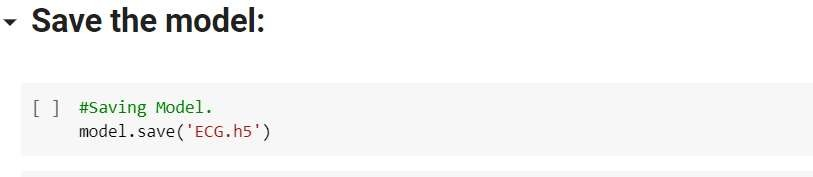 Save the model:
[ ] #Saving Model.
model.save('ECG.h5')